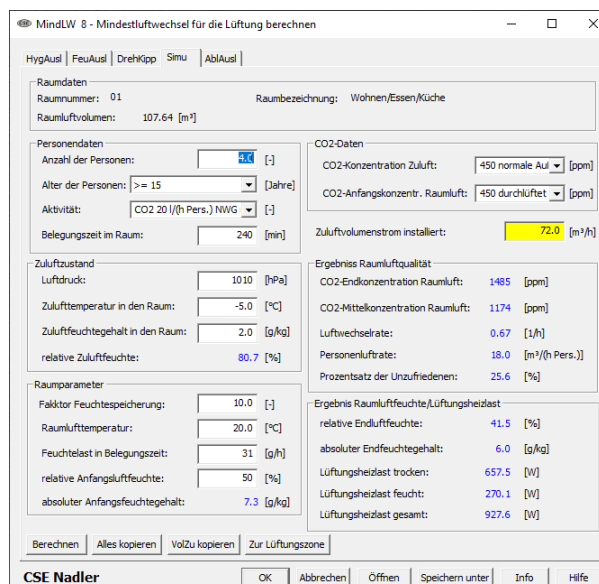 MindLW 8 - Mindestluftwechsel für die Lüftung berechnen
HygAusl FeuAusl DrehKipp Simu AblAusl
Raumdaten
Raumnummer: 01 Raumbezeichnung: Wohnen/Essen/Küche
Raumluftvolumen: 107.64 [m³]
Personendaten
Anzahl der Personen: 4.0 [-]
Alter der Personen: >= 15 [Jahre]
Aktivität: CO2 20 l/(h Pers.) NWG [-]
Belegungszeit im Raum: 240 [min]
CO2-Daten
CO2-Konzentration Zuluft: 450 normale Auf [ppm]
CO2-Anfangskonzentr. Raumluft: 450 durchlüftet [ppm]
Zuluftvolumenstrom installiert: 72.0 [m³/h]
Zuluftzustand
Luftdruck: 1010 [hPa]
Zulufttemperatur in den Raum: -5.0 [°C]
Zuluftfeuchtegehalt in den Raum: 2.0 [g/kg]
relative Zuluftfeuchte: 80.7 [%]
Ergebniss Raumluftqualität
CO2-Endkonzentration Raumluft: 1485 [ppm]
CO2-Mittelkonzentration Raumluft: 1174 [ppm]
Luftwechselrate: 0.67 [1/h]
Personenluftrate: 18.0 [m³/(h Pers.)]
Prozentsatz der Unzufriedenen: 25.6 [%]
Raumparameter
Fakktor Feuchtespeicherung: 10.0 [-]
Raumlufttemperatur: 20.0 [°C]
Feuchtelast in Belegungszeit: 31 [g/h]
relative Anfangsluftfeuchte: 50 [%]
absoluter Anfangsfeuchtegehalt: 7.3 [g/kg]
Ergebnis Raumluftfeuchte/Lüftungsheizlast
relative Endluftfeuchte: 41.5 [%]
absoluter Endfeuchtegehalt: 6.0 [g/kg]
Lüftungsheizlast trocken: 657.5 [W]
Lüftungsheizlast feucht: 270.1 [W]
Lüftungsheizlast gesamt: 927.6 [W]
Berechnen Alles kopieren VolZu kopieren Zur Lüftungszone
CSE Nadler OK Abbrechen Öffnen Speichern unter Info Hilfe